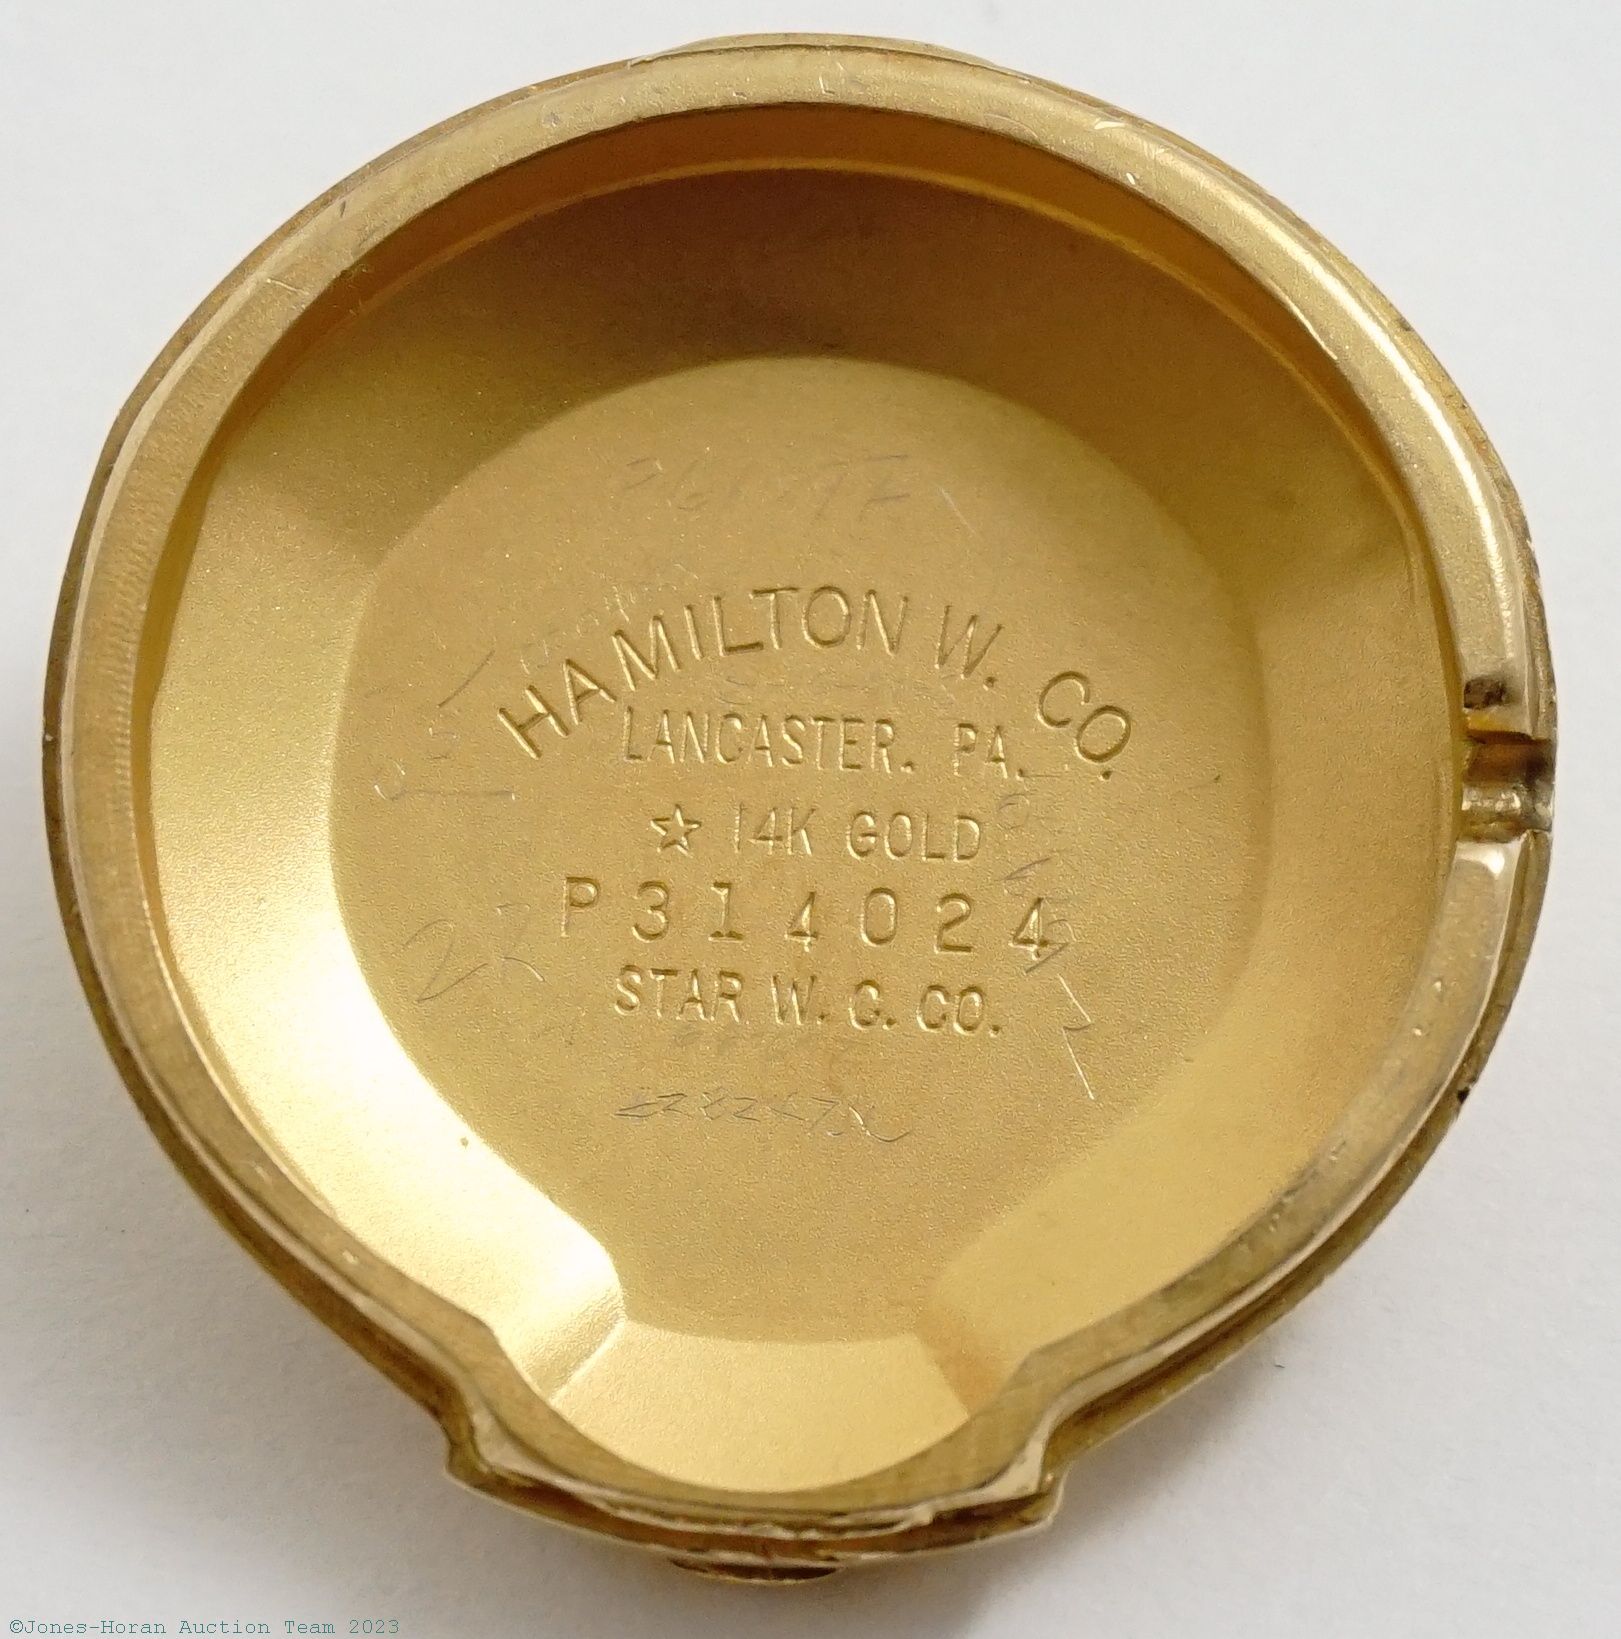 HAMILTON W. CO.
LANCASTER. PA.
☆ 14K GOLD
P314024
STAR W. C. CO.
©Jones-Horan Auction Team 2023